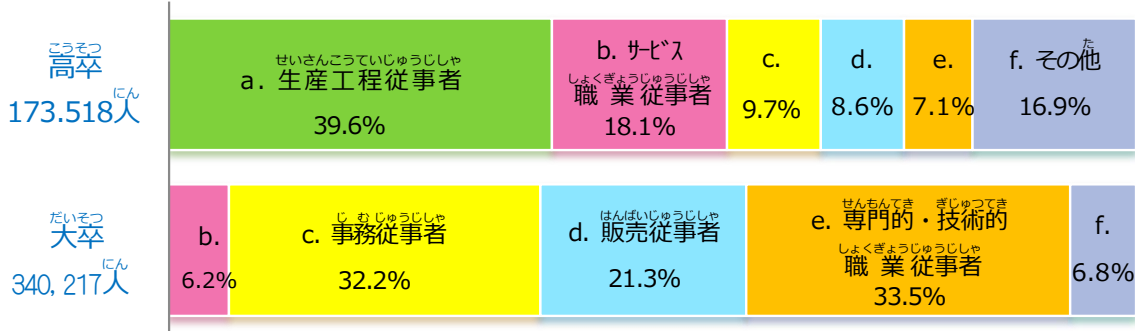 こうそつ
高卒
173.518人
にん
せいさんこうていじゅうじしゃ
a. 生産工程従事者
39.6%
b. サービス
しょくぎょうじゅうじしゃ
職業従事者
18.1%
c.
9.7%
d.
8.6%
e.
7.1%
た
f. その他
16.9%
だいそつ
大卒
にん
340,217人
b.
6.2%
じむじゅうじしゃ
c. 事務従事者
32.2%
はんばいじゅうじしゃ
d. 販売従事者
21.3%
せんもんてき ぎじゅつてき
e. 専門的・技術的
しょくぎょうじゅうじしゃ
職業従事者
33.5%
f.
6.8%